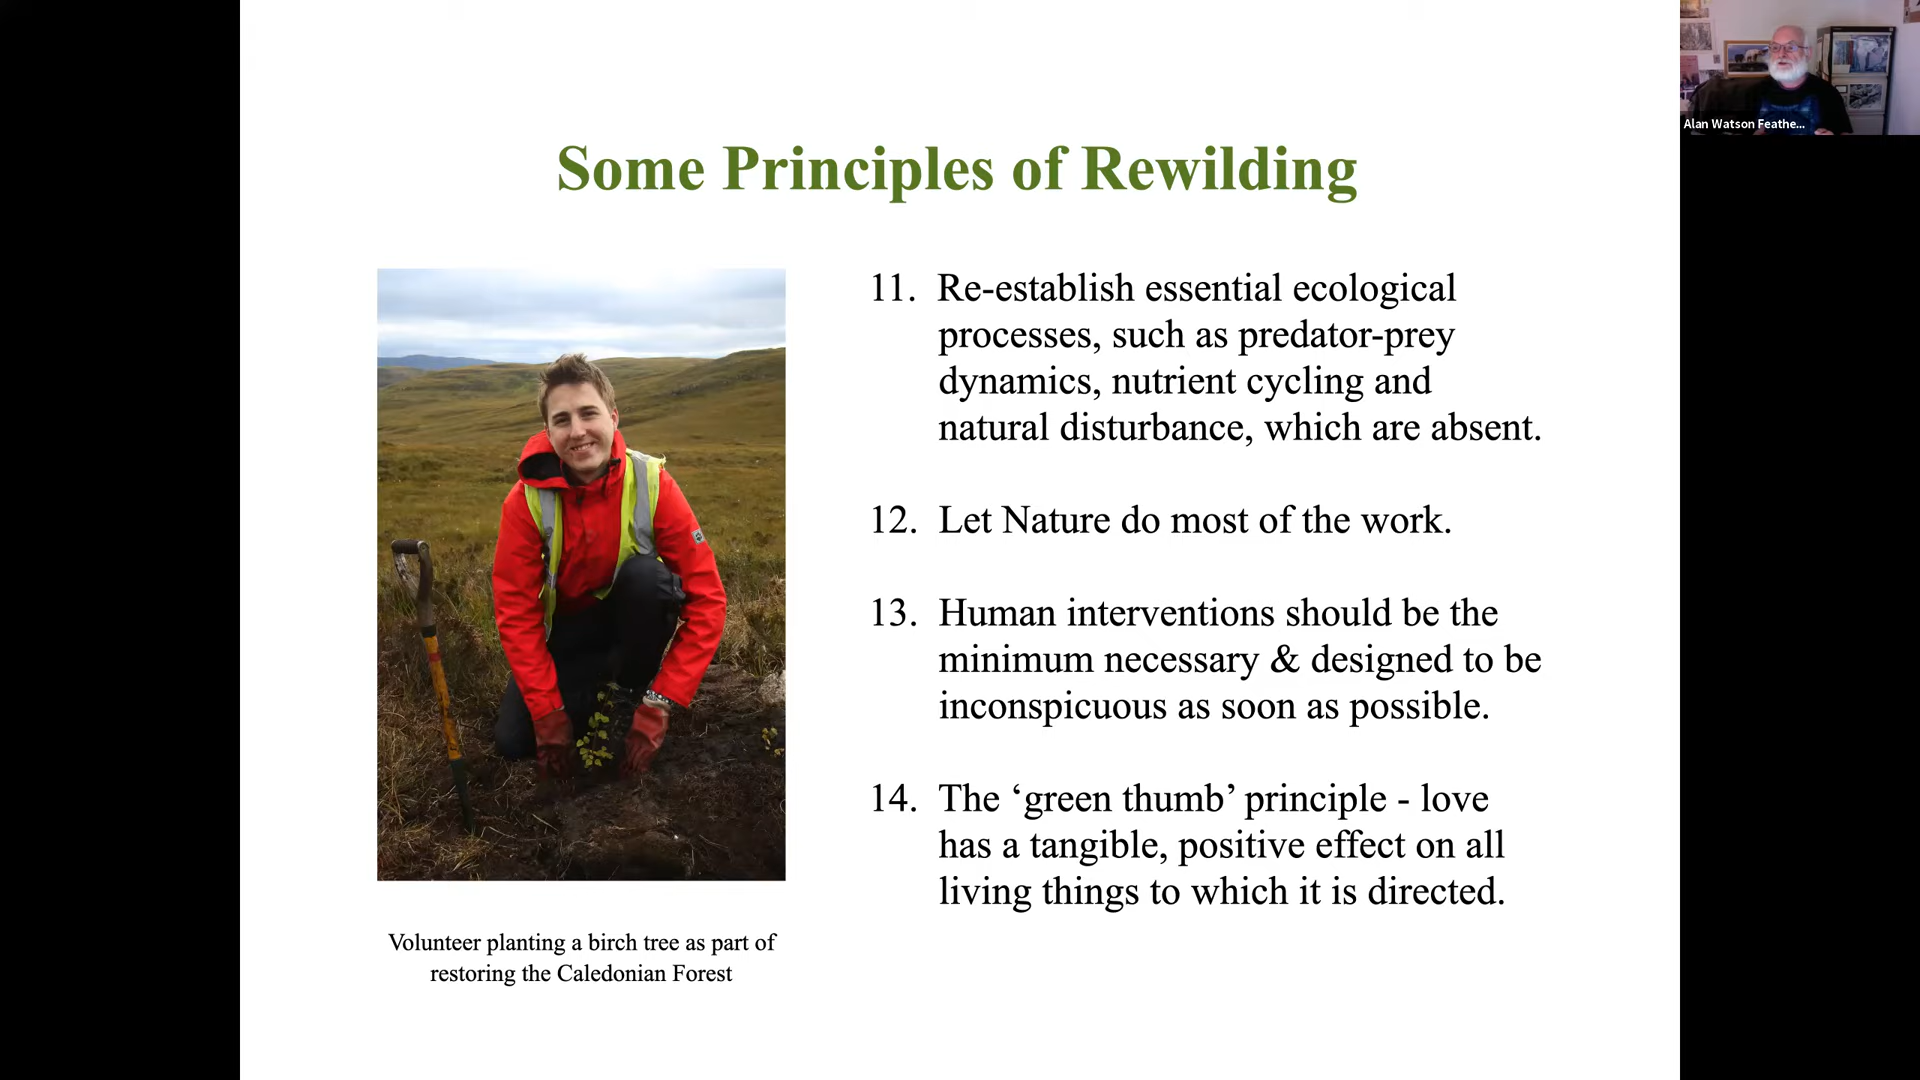 Alan Watson Feathe...
Some Principles of Rewilding
11. Re-establish essential ecological
processes, such as predator-prey
dynamics, nutrient cycling and
natural disturbance, which are absent.
12. Let Nature do most of the work.
13. Human interventions should be the
minimum necessary & designed to be
inconspicuous as soon as possible.
14. The ‘green thumb’ principle - love
has a tangible, positive effect on all
living things to which it is directed.
Volunteer planting a birch tree as part of
restoring the Caledonian Forest